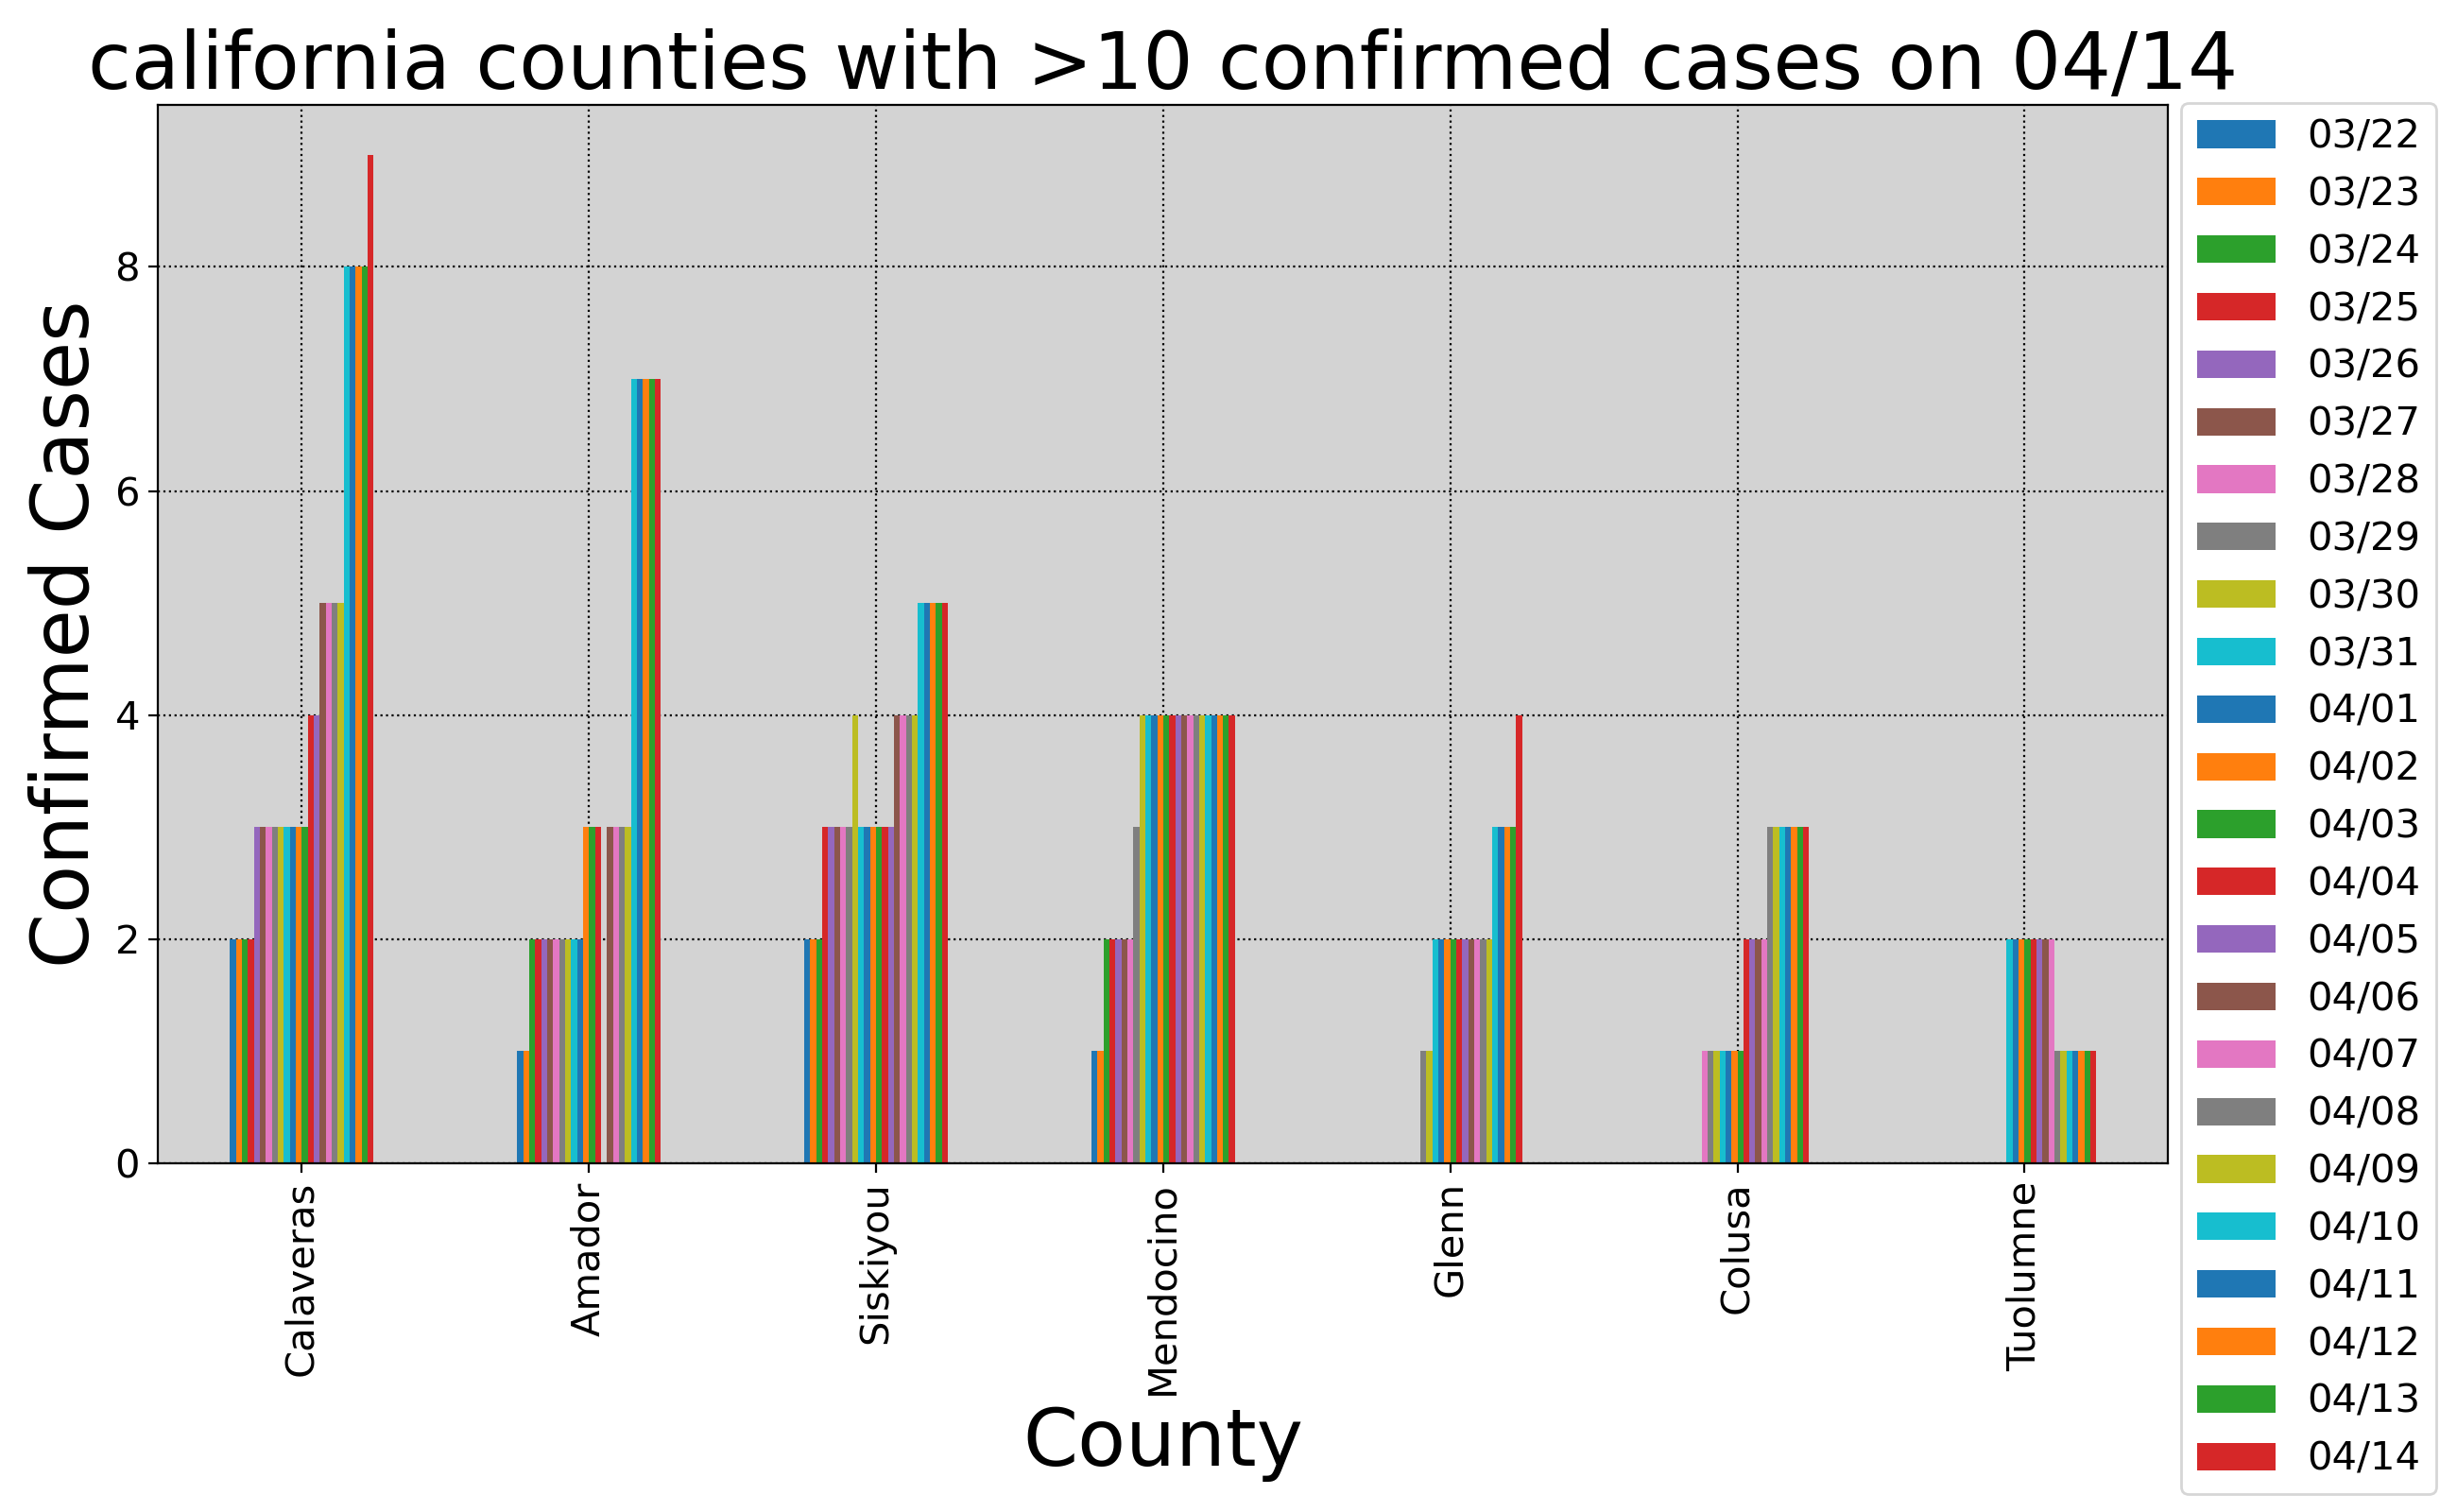 california counties with >10 confirmed cases on 04/14
Confirmed Cases
8
6
4
2
0
Calaveras
Amador
Siskiyou
Mendocino
Glenn
Colusa
Tuolumne
County
03/22
03/23
03/24
03/25
03/26
03/27
03/28
03/29
03/30
03/31
04/01
04/02
04/03
04/04
04/05
04/06
04/07
04/08
04/09
04/10
04/11
04/12
04/13
04/14